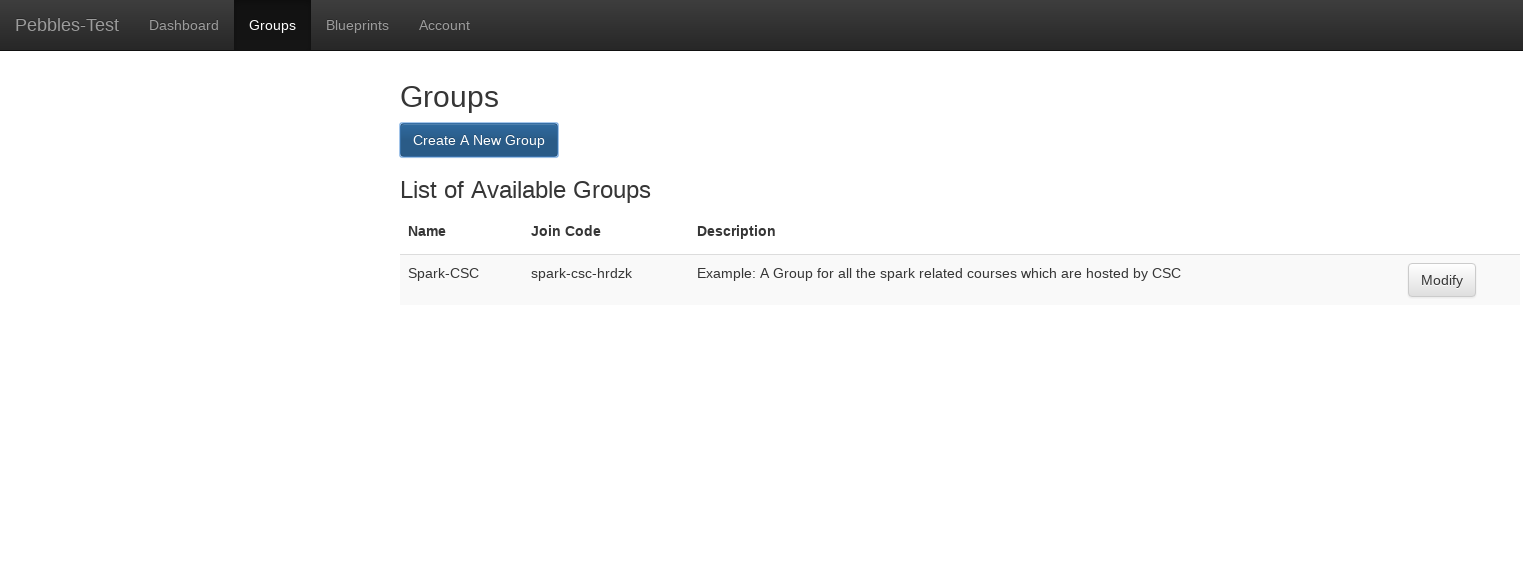 Pebbles-Test Dashboard Groups Blueprints Account
Groups
Create A New Group
List of Available Groups
Name Join Code Description
Spark-CSC spark-csc-hrdzk Example: A Group for all the spark related courses which are hosted by CSC Modify